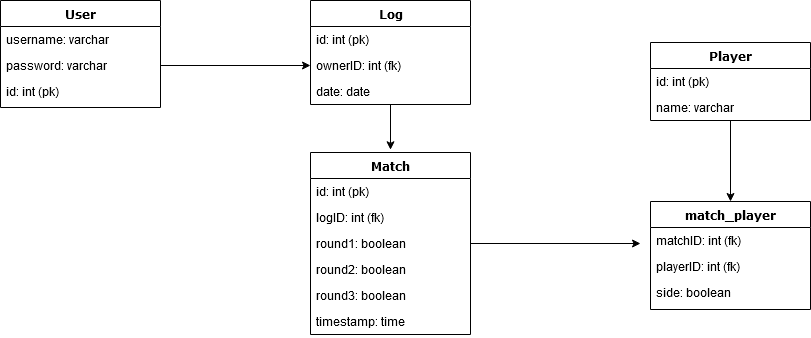 User
username: varchar
password: varchar
id: int (pk)
Log
id: int (pk)
ownerID: int (fk)
date: date
Match
id: int (pk)
logID: int (fk)
round1: boolean
round2: boolean
round3: boolean
timestamp: time
Player
id: int (pk)
name: varchar
match_player
matchID: int (fk)
playerID: int (fk)
side: boolean